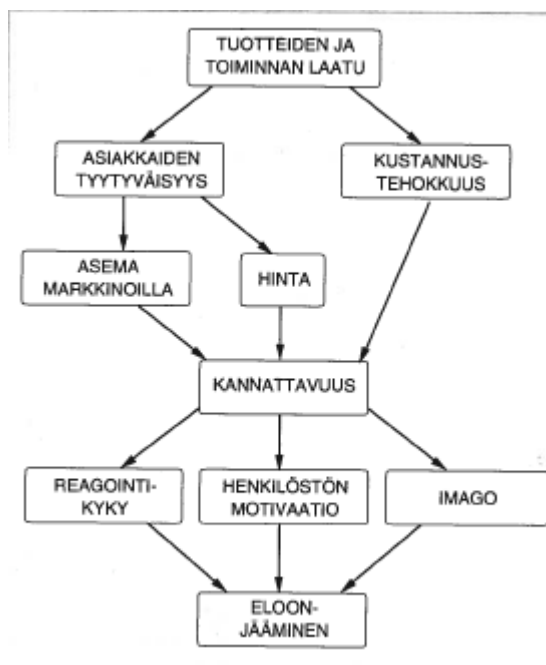 TUOTTEIDEN JA
TOIMINNAN LAATU
ASIAKKAIDEN
TYYTYVÄISYYS
KUSTANNUS-
TEHOKKUUS
ASEMA
MARKKINOILLA
HINTA
KANNATTAVUUS
REAGOINTI-
KYKY
HENKILÖSTÖN
MOTIVAATIO
IMAGO
ELOON-
JÄÄMINEN